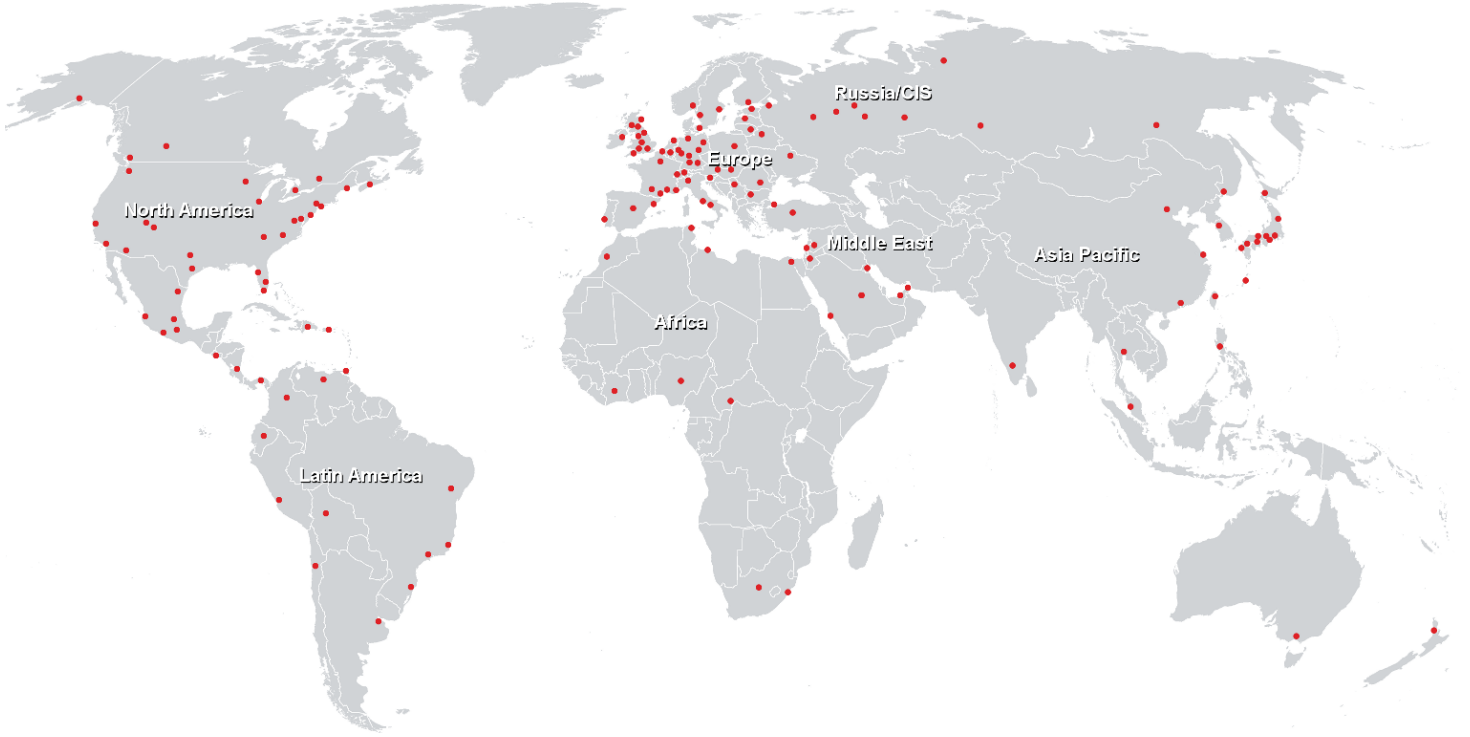 Russia/CIS
Europe
North America
Middle East
Asia Pacific
Africa
Latin America